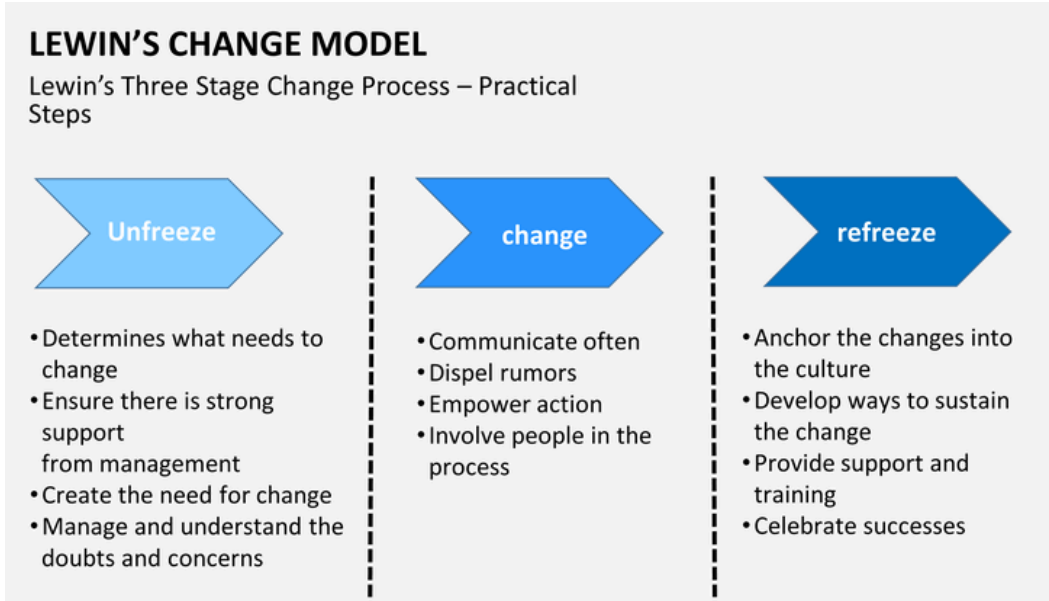 LEWIN'S CHANGE MODEL
Lewin's Three Stage Change Process – Practical
Steps
Unfreeze
•Determines what needs to
change
•Ensure there is strong
support
from management
•Create the need for change
•Manage and understand the
doubts and concerns
change
•Communicate often
•Dispel rumors
•Empower action
•Involve people in the
process
refreeze
•Anchor the changes into
the culture
•Develop ways to sustain
the change
•Provide support and
training
•Celebrate successes